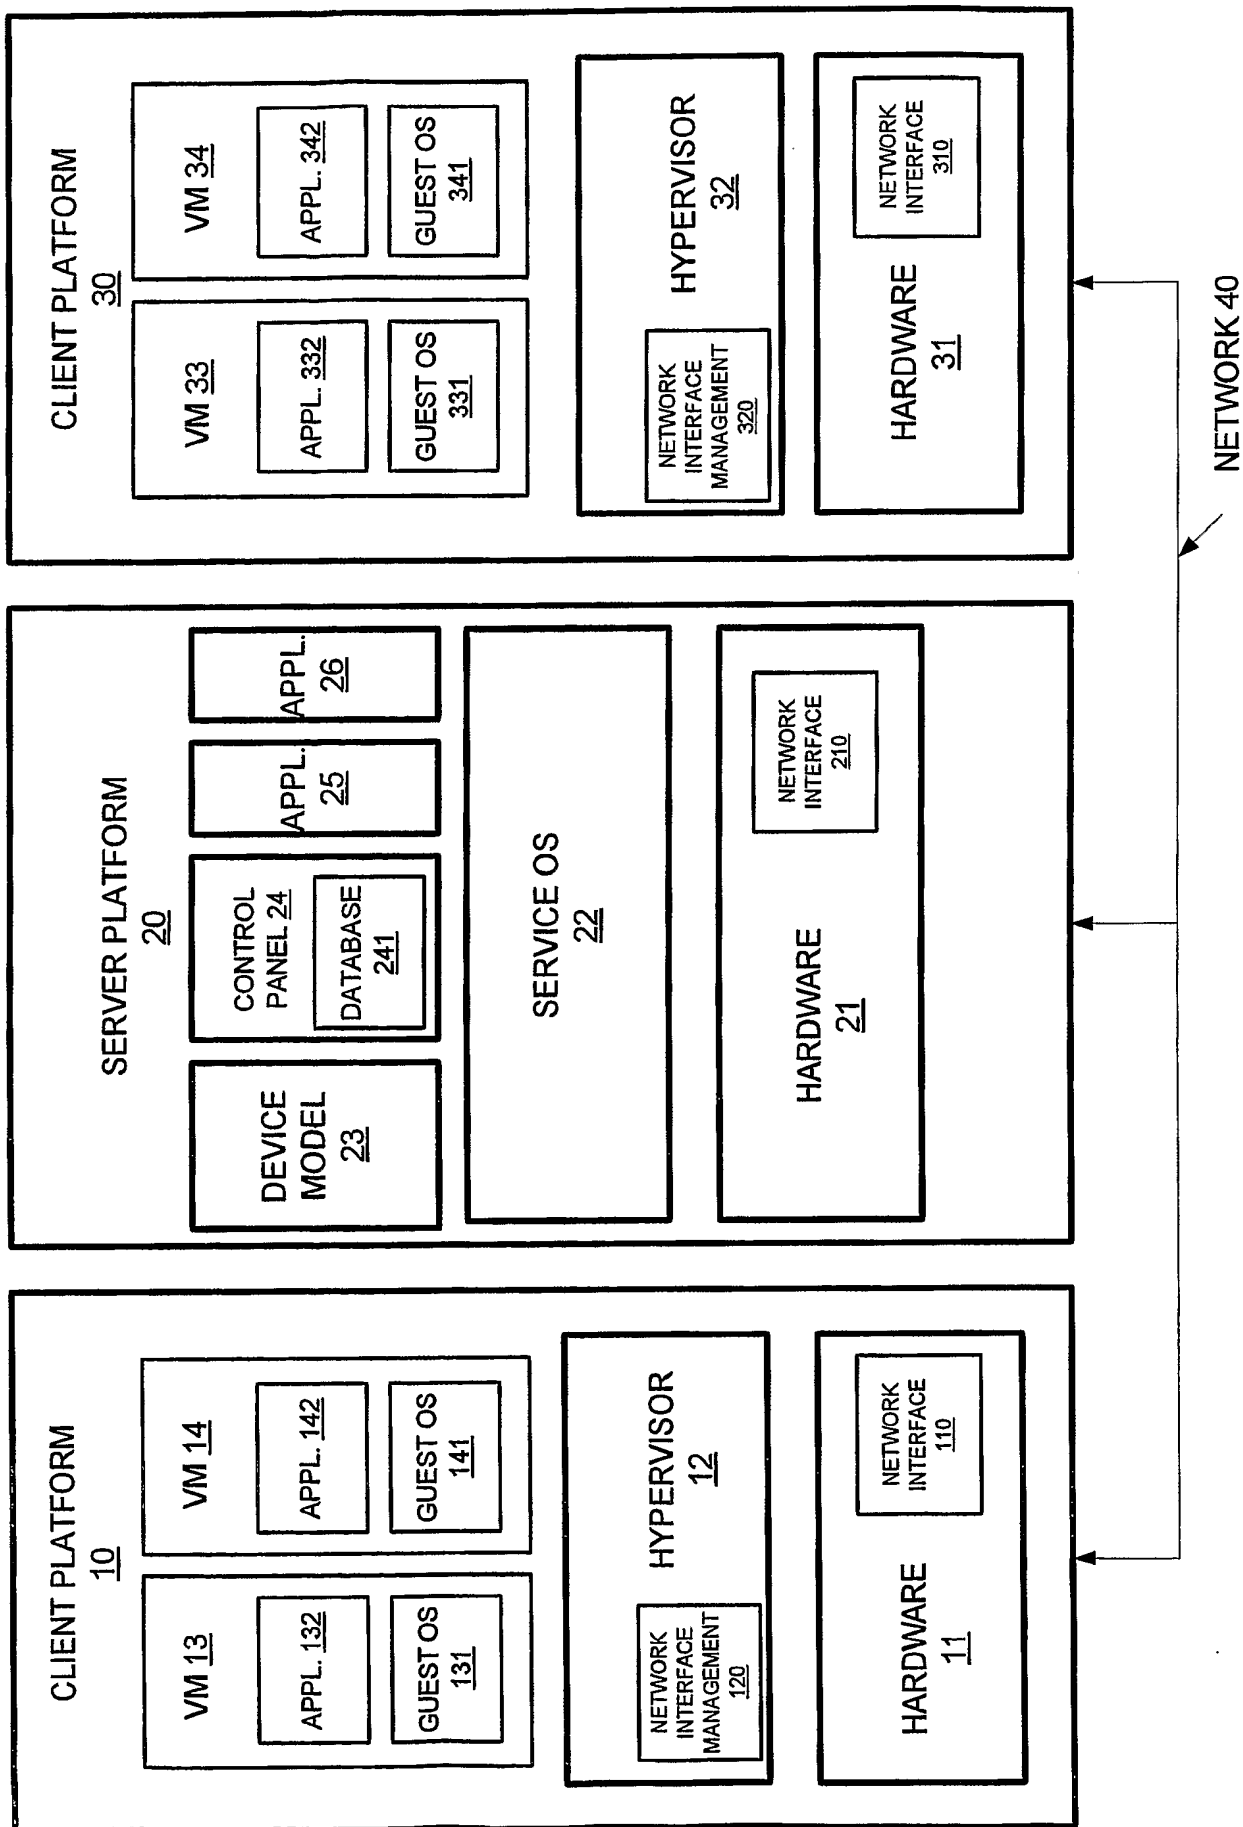 CLIENT PLATFORM
10
VM 13
APPL. 132
GUEST OS
131
VM 14
APPL. 142
GUEST OS
141
HYPERVISOR
12
NETWORK
INTERFACE
MANAGEMENT
120
HARDWARE
11
NETWORK
INTERFACE
110
SERVER PLATFORM
20
DEVICE
MODEL
23
CONTROL
PANEL 24
DATABASE
241
APPL.
25
APPL.
26
SERVICE OS
22
HARDWARE
21
NETWORK
INTERFACE
210
CLIENT PLATFORM
30
VM 33
APPL. 332
GUEST OS
331
VM 34
APPL. 342
GUEST OS
341
HYPERVISOR
32
NETWORK
INTERFACE
MANAGEMENT
320
HARDWARE
31
NETWORK
INTERFACE
310
NETWORK 40